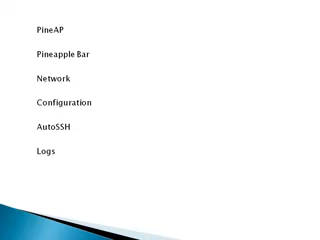 PineAP
Pineapple Bar
Network
Configuration
AutoSSH
Logs